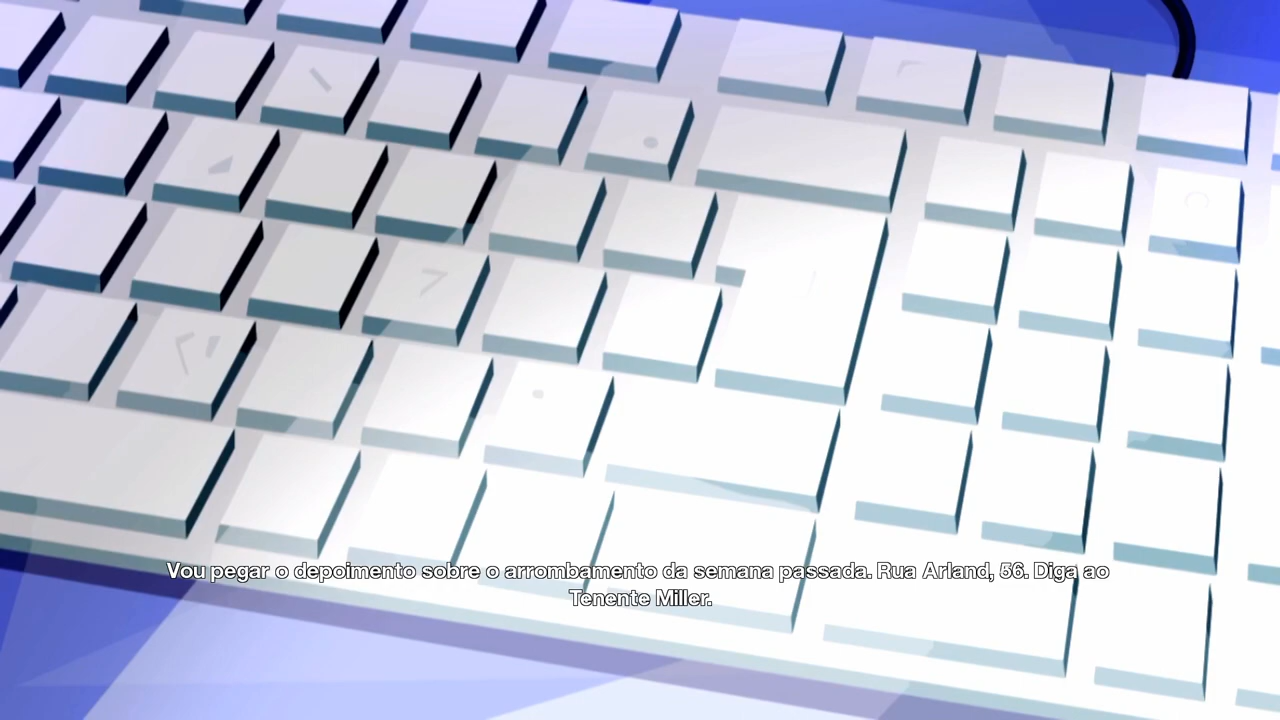 Vou pegar o depoimento sobre o arrombamento da semana passada. Rua Arland, 56. Diga ao
Tenente Miller.